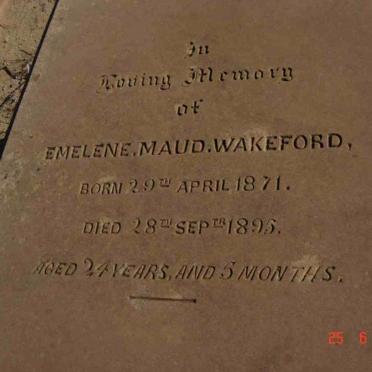 In
Loving Memory
of
EMELENE.MAUD.WAKEFORD,
BORN 29TH APRIL 1871.
DIED 28TH SEPTR 1895.
AGED 24 YEARS, AND 5 MONTHS.
25 6